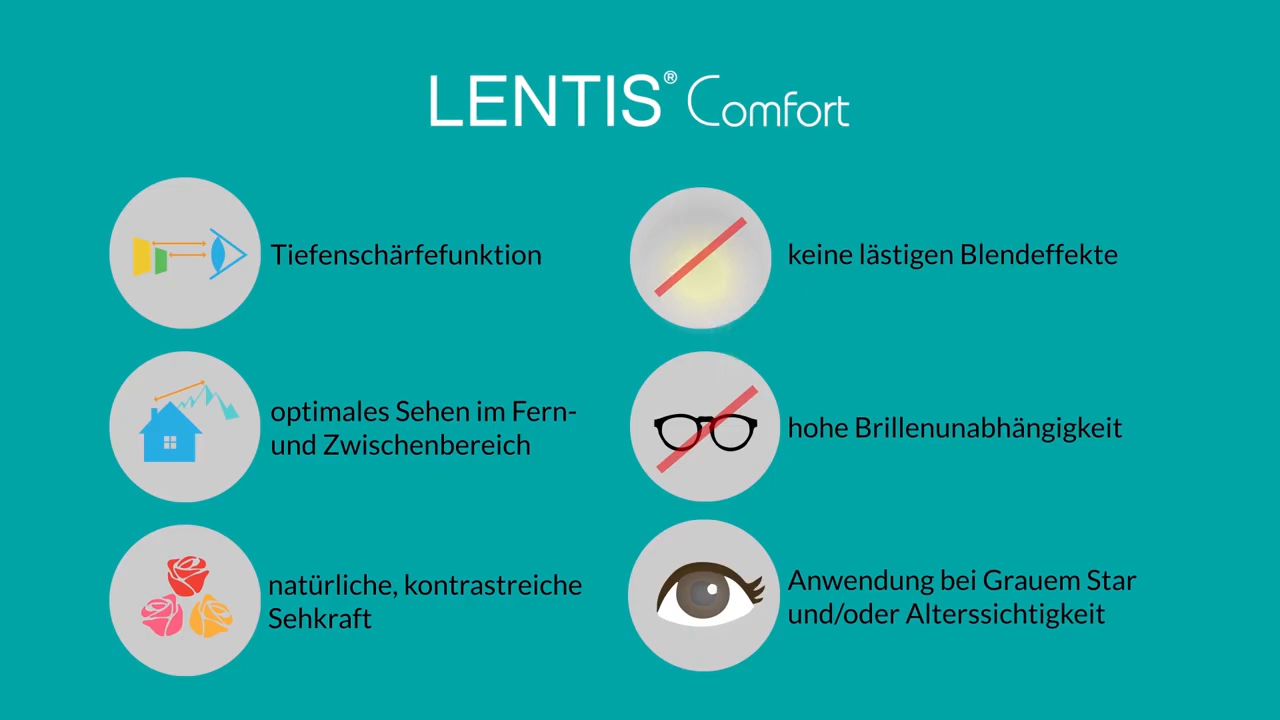 LENTIS® Comfort
Tiefenschärfefunktion
keine lästigen Blendeffekte
optimales Sehen im Fern-
und Zwischenbereich
hohe Brillenunabhängigkeit
natürliche, kontrastreiche
Sehkraft
Anwendung bei Grauem Star
und/oder Alterssichtigkeit